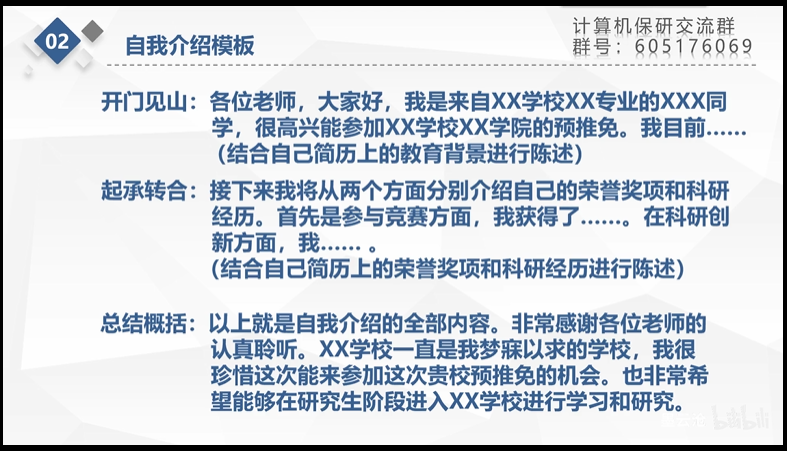 02
自我介绍模板
计算机保研交流群
群号：605176069
开门见山：各位老师，大家好，我是来自XX学校XX专业的XXX同
学，很高兴能参加XX学校XX学院的预推免。我目前......
（结合自己简历上的教育背景进行陈述）
起承转合：接下来我将从两个方面分别介绍自己的荣誉奖项和科研
经历。首先是参与竞赛方面，我获得了......。在科研创
新方面，我...... 。
（结合自己简历上的荣誉奖项和科研经历进行陈述）
总结概括：以上就是自我介绍的全部内容。非常感谢各位老师的
认真聆听。XX学校一直是我梦寐以求的学校，我很
珍惜这次能来参加这次贵校预推免的机会。也非常希
望能够在研究生阶段进入XX学校进行学习和研究。
bilibili